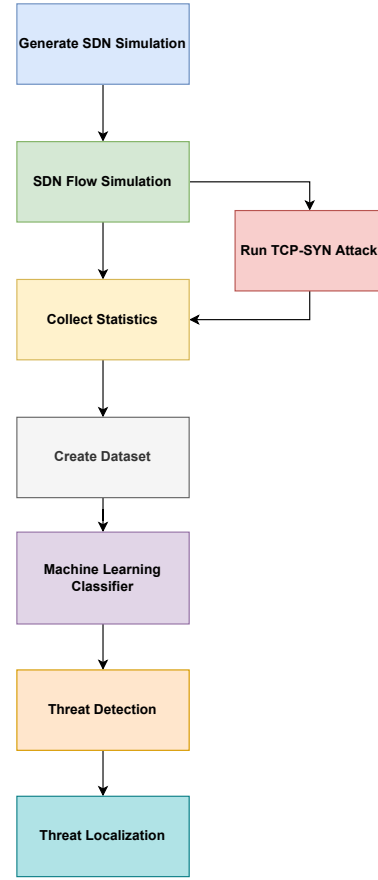 Generate SDN Simulation
SDN Flow Simulation
Run TCP-SYN Attack
Collect Statistics
Create Dataset
Machine Learning
Classifier
Threat Detection
Threat Localization